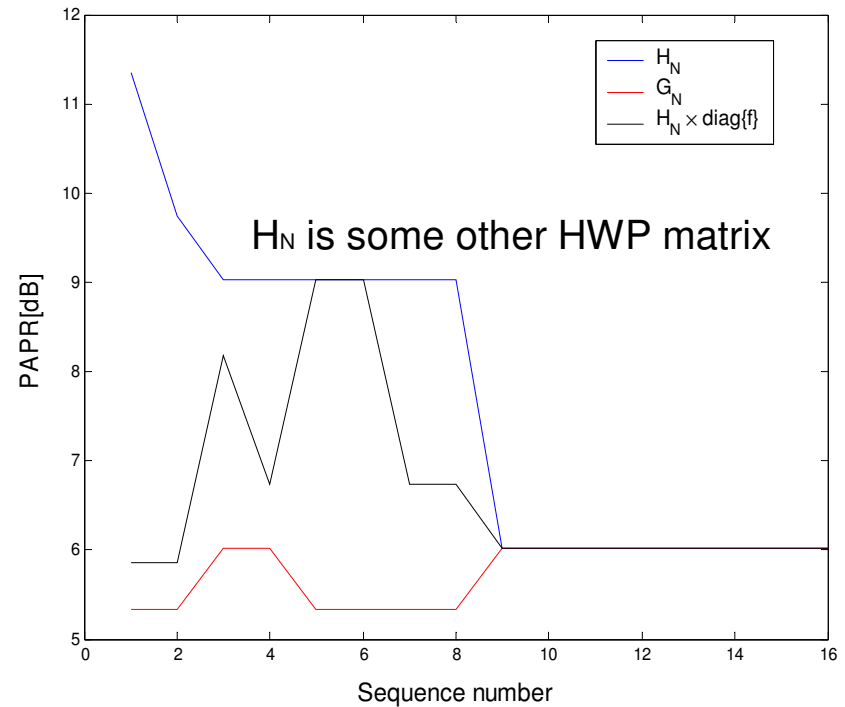 12
11
10
9
8
7
6
5
0 2 4 6 8 10 12 14 16
PAPR[dB]
Sequence number
H_N
G_N
H_N × diag{f}
H_N is some other HWP matrix